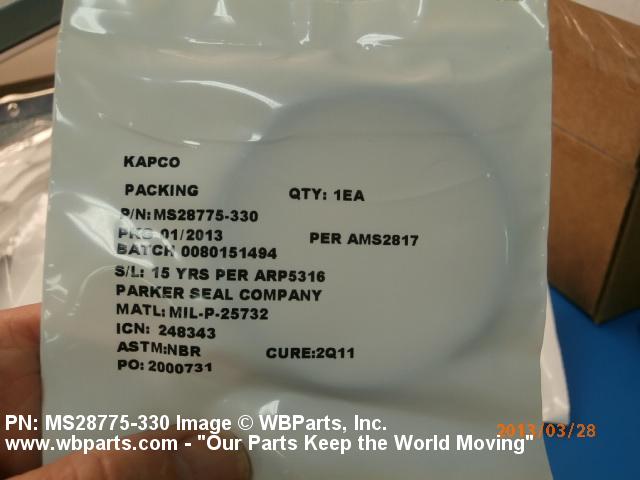 KAPCO
PACKING QTY: 1EA
P/N: MS28775-330
PKG 01/2013 PER AMS2817
BATCH 0080151494
S/L: 15 YRS PER ARP5316
PARKER SEAL COMPANY
MATL: MIL-P-25732
ICN: 248343
ASTM:NBR CURE:2Q11
PO: 2000731
PN: MS28775-330 Image © WBParts, Inc.
www.wbparts.com - "Our Parts Keep the World Moving"
2013/03/28